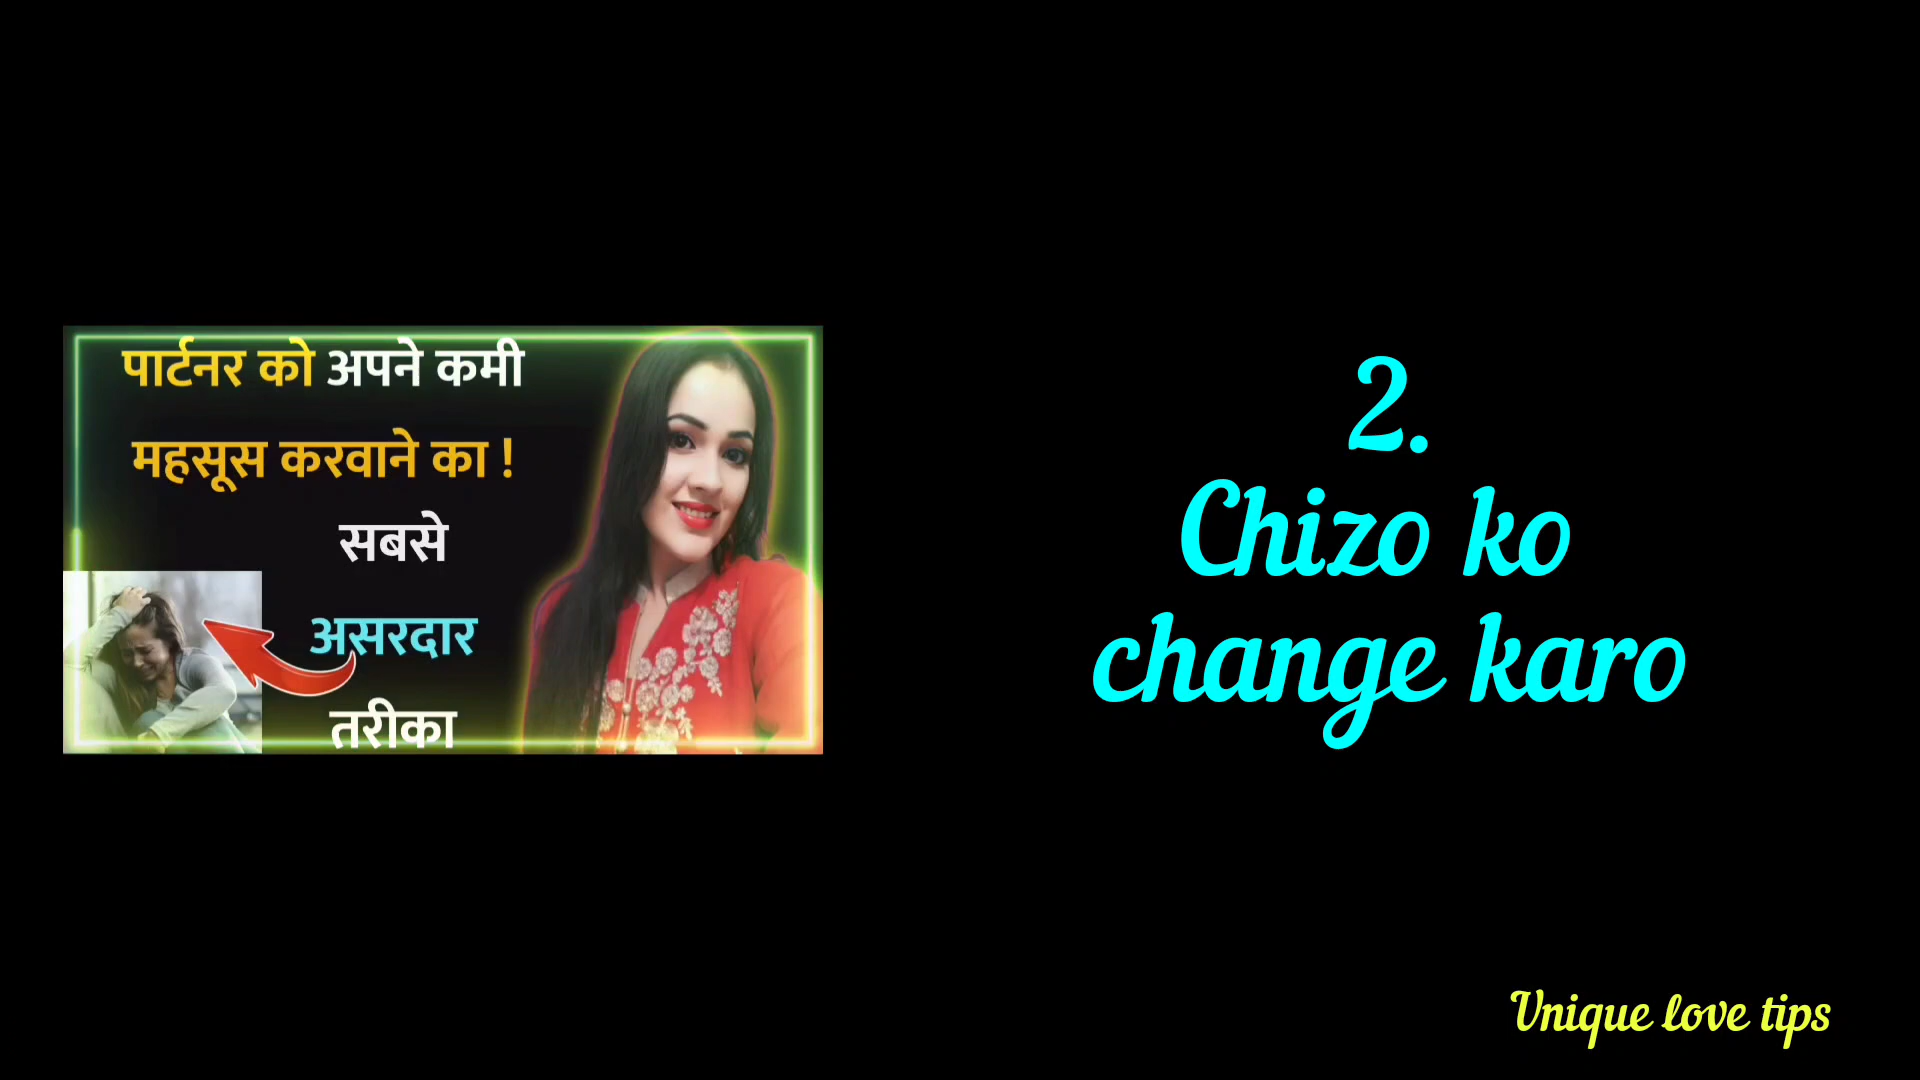 पार्टनर को अपने कमी
महसूस करवाने का !
सबसे
असरदार
तरीका
2.
Chizo ko
change karo
Unique love tips